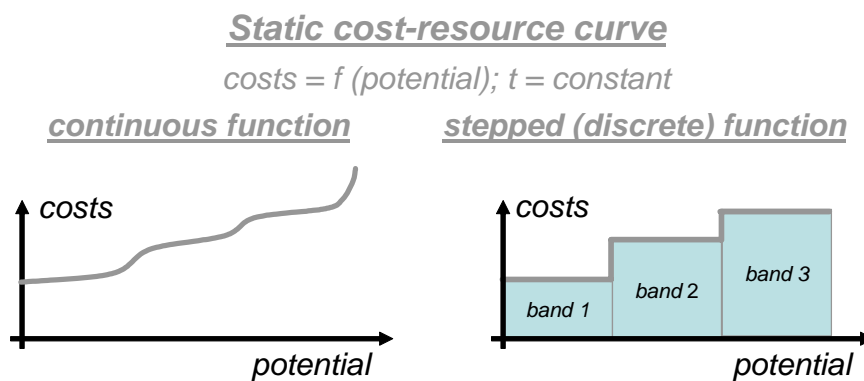 Static cost-resource curve
costs = f (potential); t = constant
continuous function
stepped (discrete) function
costs
potential
costs
band 1
band 2
band 3
potential